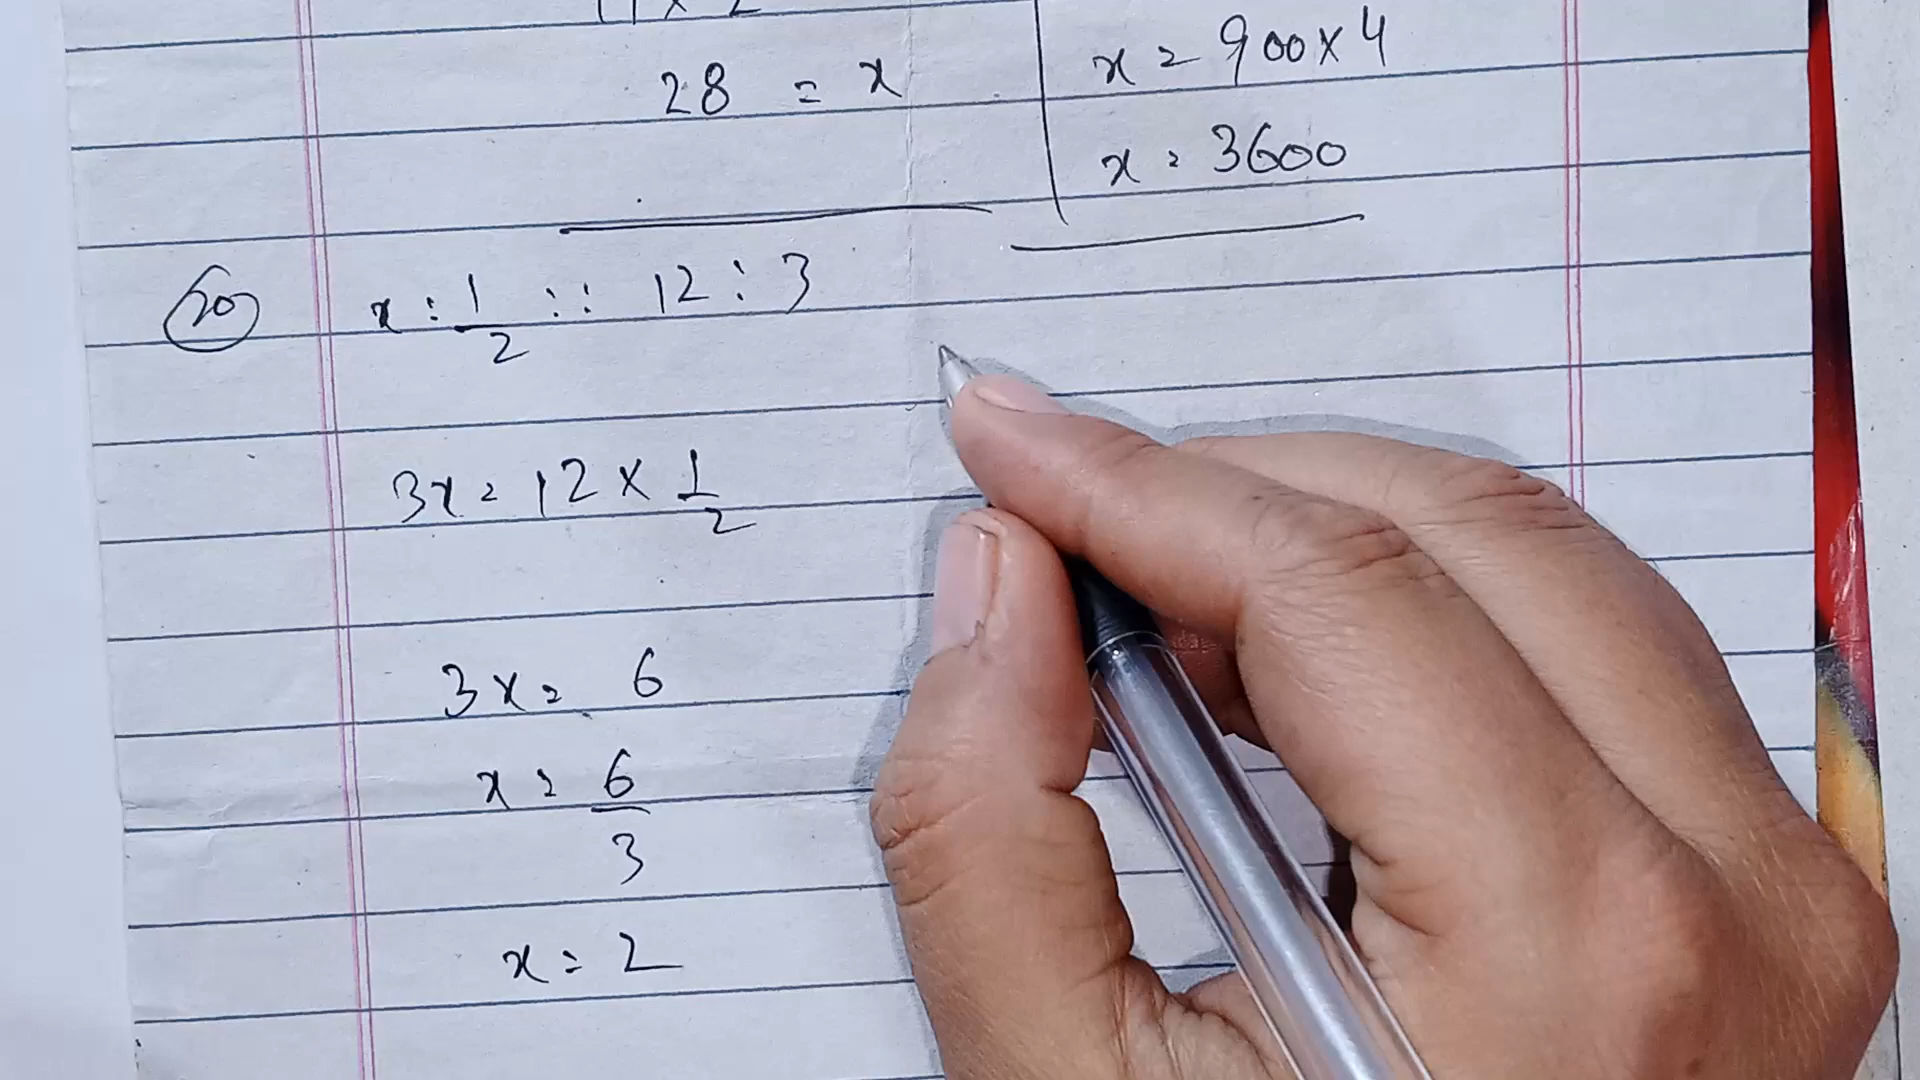 28 = x
x = 900 x 4
x = 3600
20 x : 1/2 :: 12 : 3
3x = 12 x 1/2
3x = 6
x = 6/3
x = 2